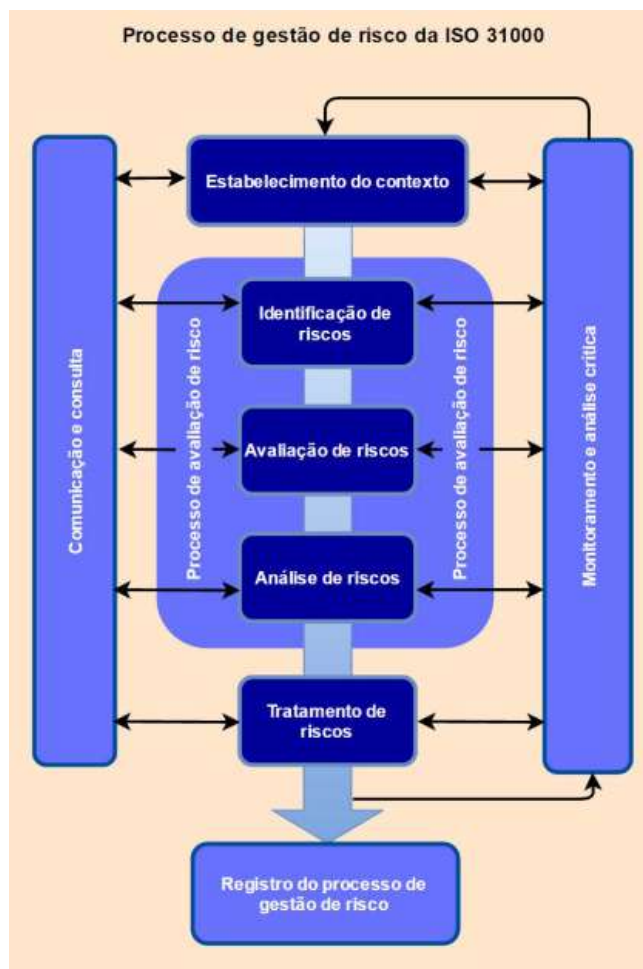 Processo de gestão de risco da ISO 31000
Estabelecimento do contexto
Comunicação e consulta
Processo de avaliação de risco
Identificação de
riscos
Avaliação de riscos
Análise de riscos
Processo de avaliação de risco
Monitoramento e análise crítica
Tratamento de
riscos
Registro do processo de
gestão de risco